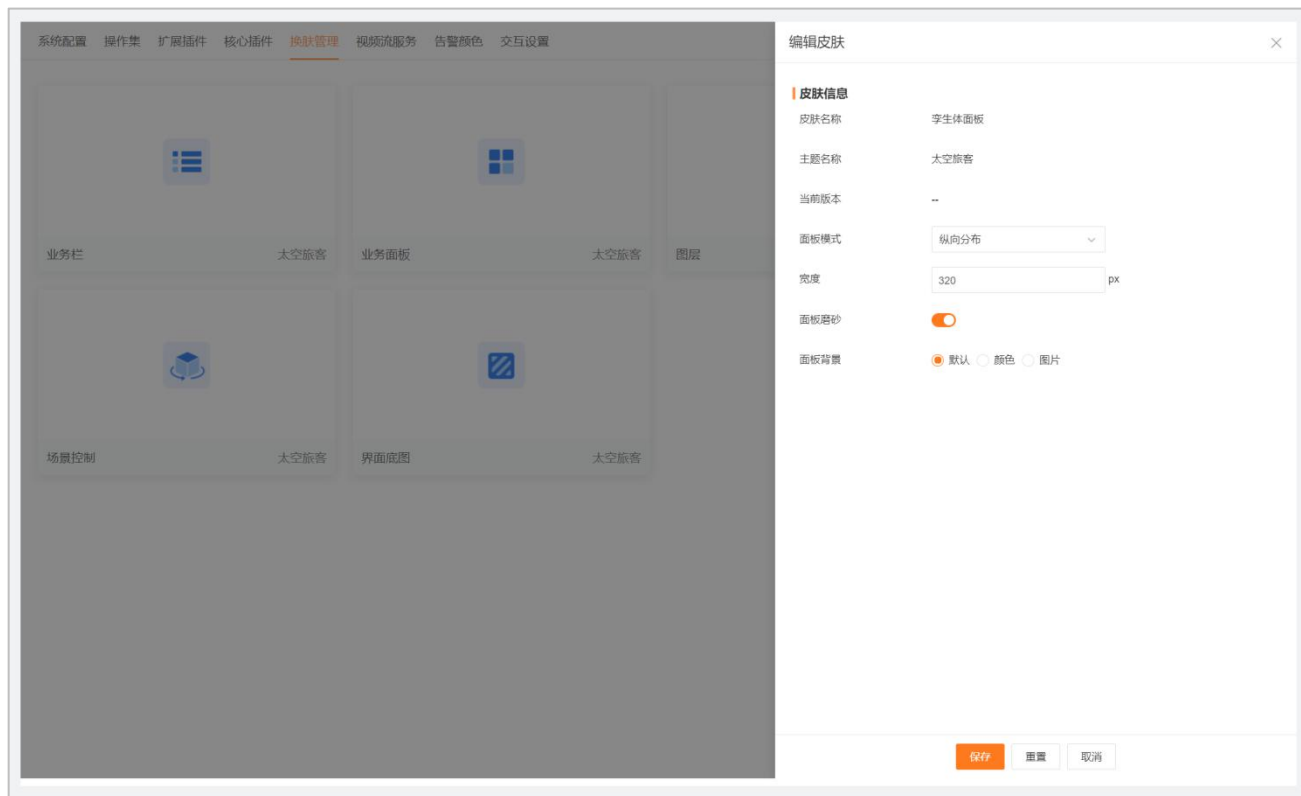 系统配置 操作集 扩展插件 核心插件 换肤管理 视频流服务 告警颜色 交互设置
业务栏 太空旅客 业务面板 太空旅客 图层
场景控制 太空旅客 界面底图 太空旅客
编辑皮肤
皮肤信息
皮肤名称 孪生体面板
主题名称 太空旅客
当前版本 --
面板模式 纵向分布
宽度 320 px
面板磨砂
面板背景 默认 颜色 图片
保存 重置 取消